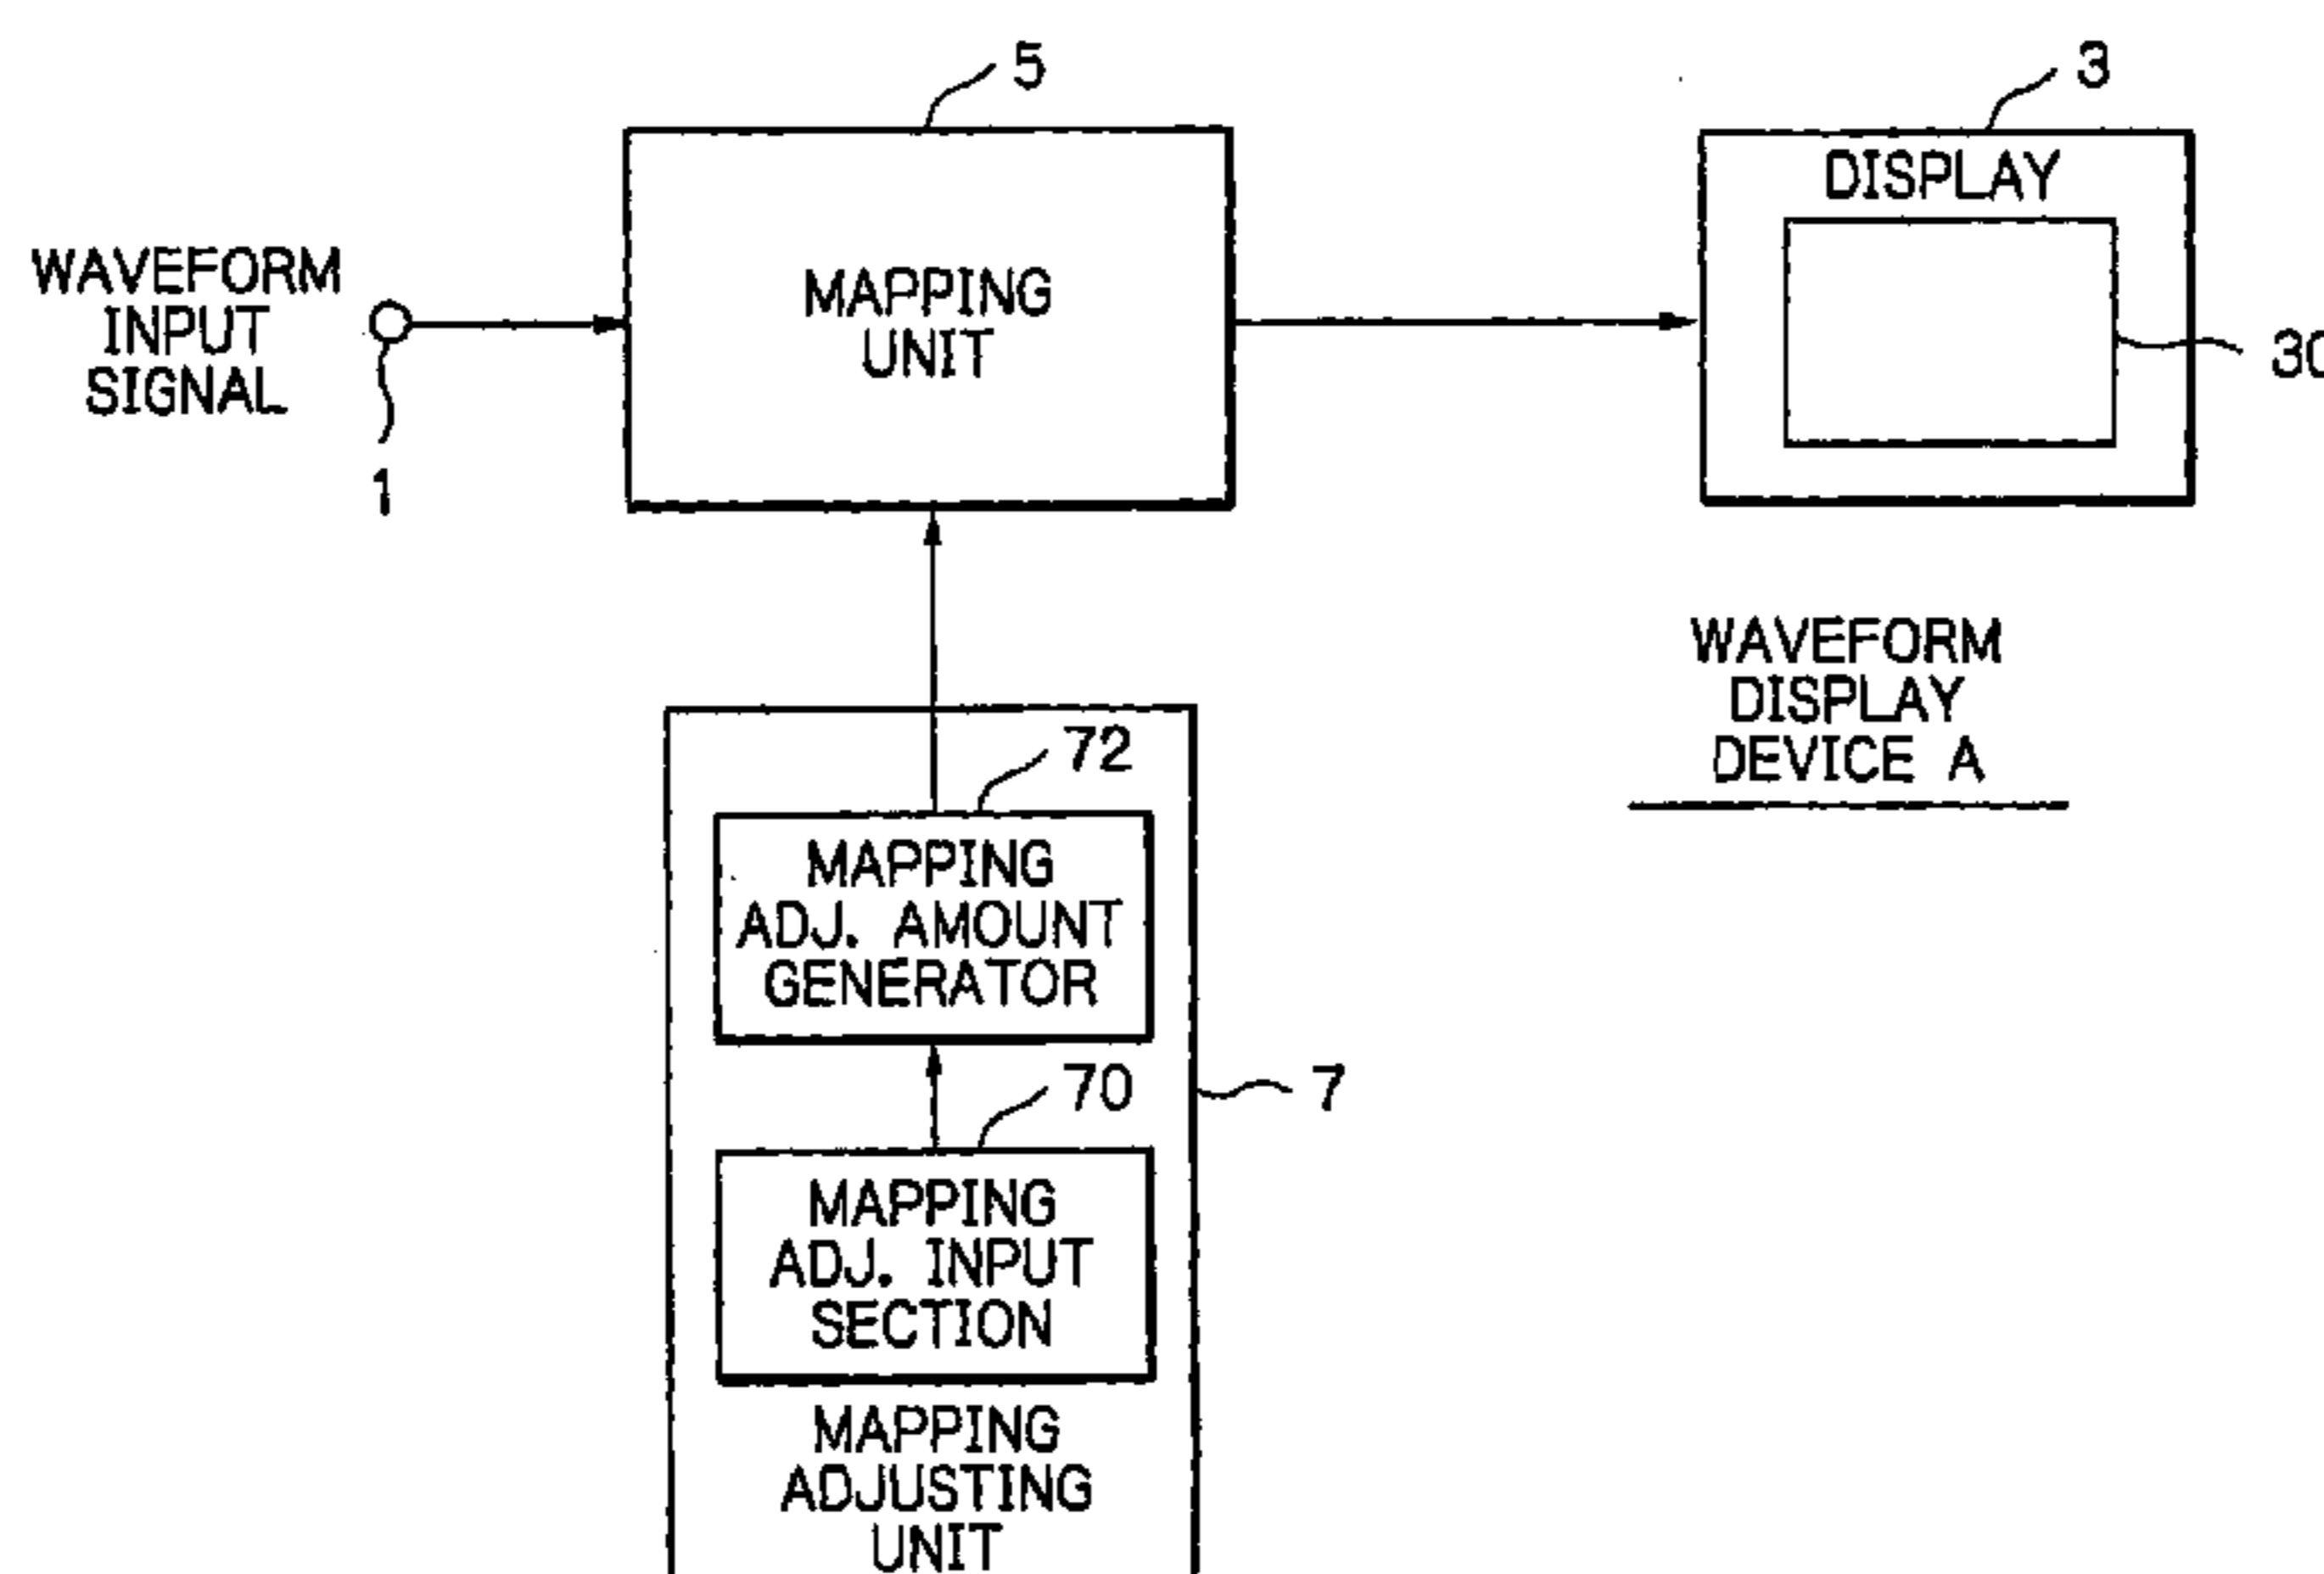 5
3
DISPLAY
WAVEFORM
INPUT
SIGNAL
MAPPING
UNIT
30
1
WAVEFORM
DISPLAY
DEVICE A
72
MAPPING
ADJ. AMOUNT
GENERATOR
70
7
MAPPING
ADJ. INPUT
SECTION
MAPPING
ADJUSTING
UNIT